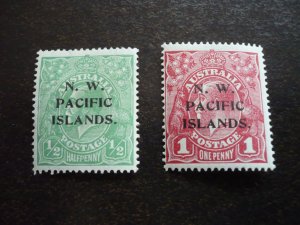 AUSTRALIA
N. W.
PACIFIC
ISLANDS.
POSTAGE
½ HALFPENNY ½
AUSTRALIA
N. W.
PACIFIC
ISLANDS.
POSTAGE
1 ONE PENNY 1